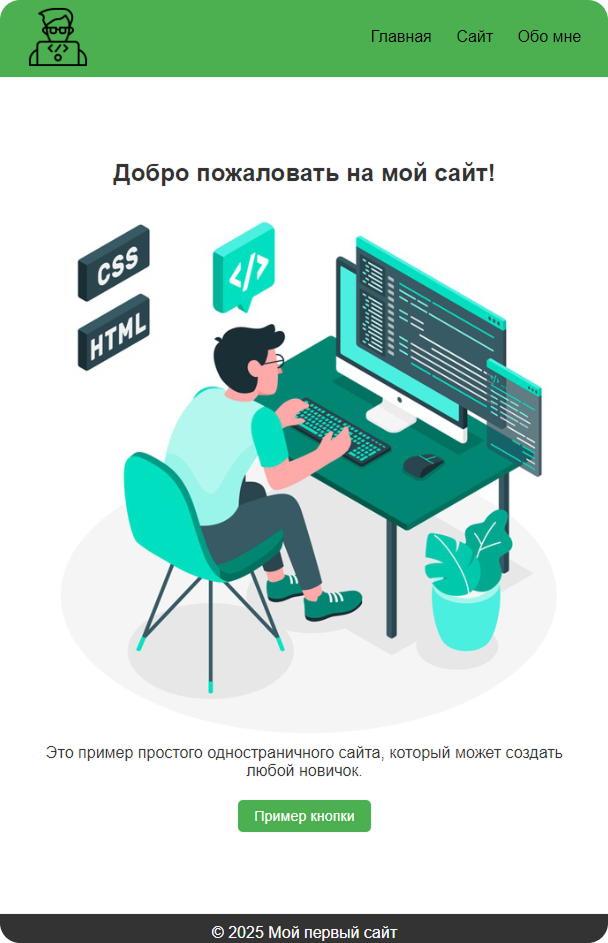 Главная Сайт Обо мне
Добро пожаловать на мой сайт!
CSS
</>
HTML
</>
Это пример простого одностраничного сайта, который может создать
любой новичок.
Пример кнопки
© 2025 Мой первый сайт